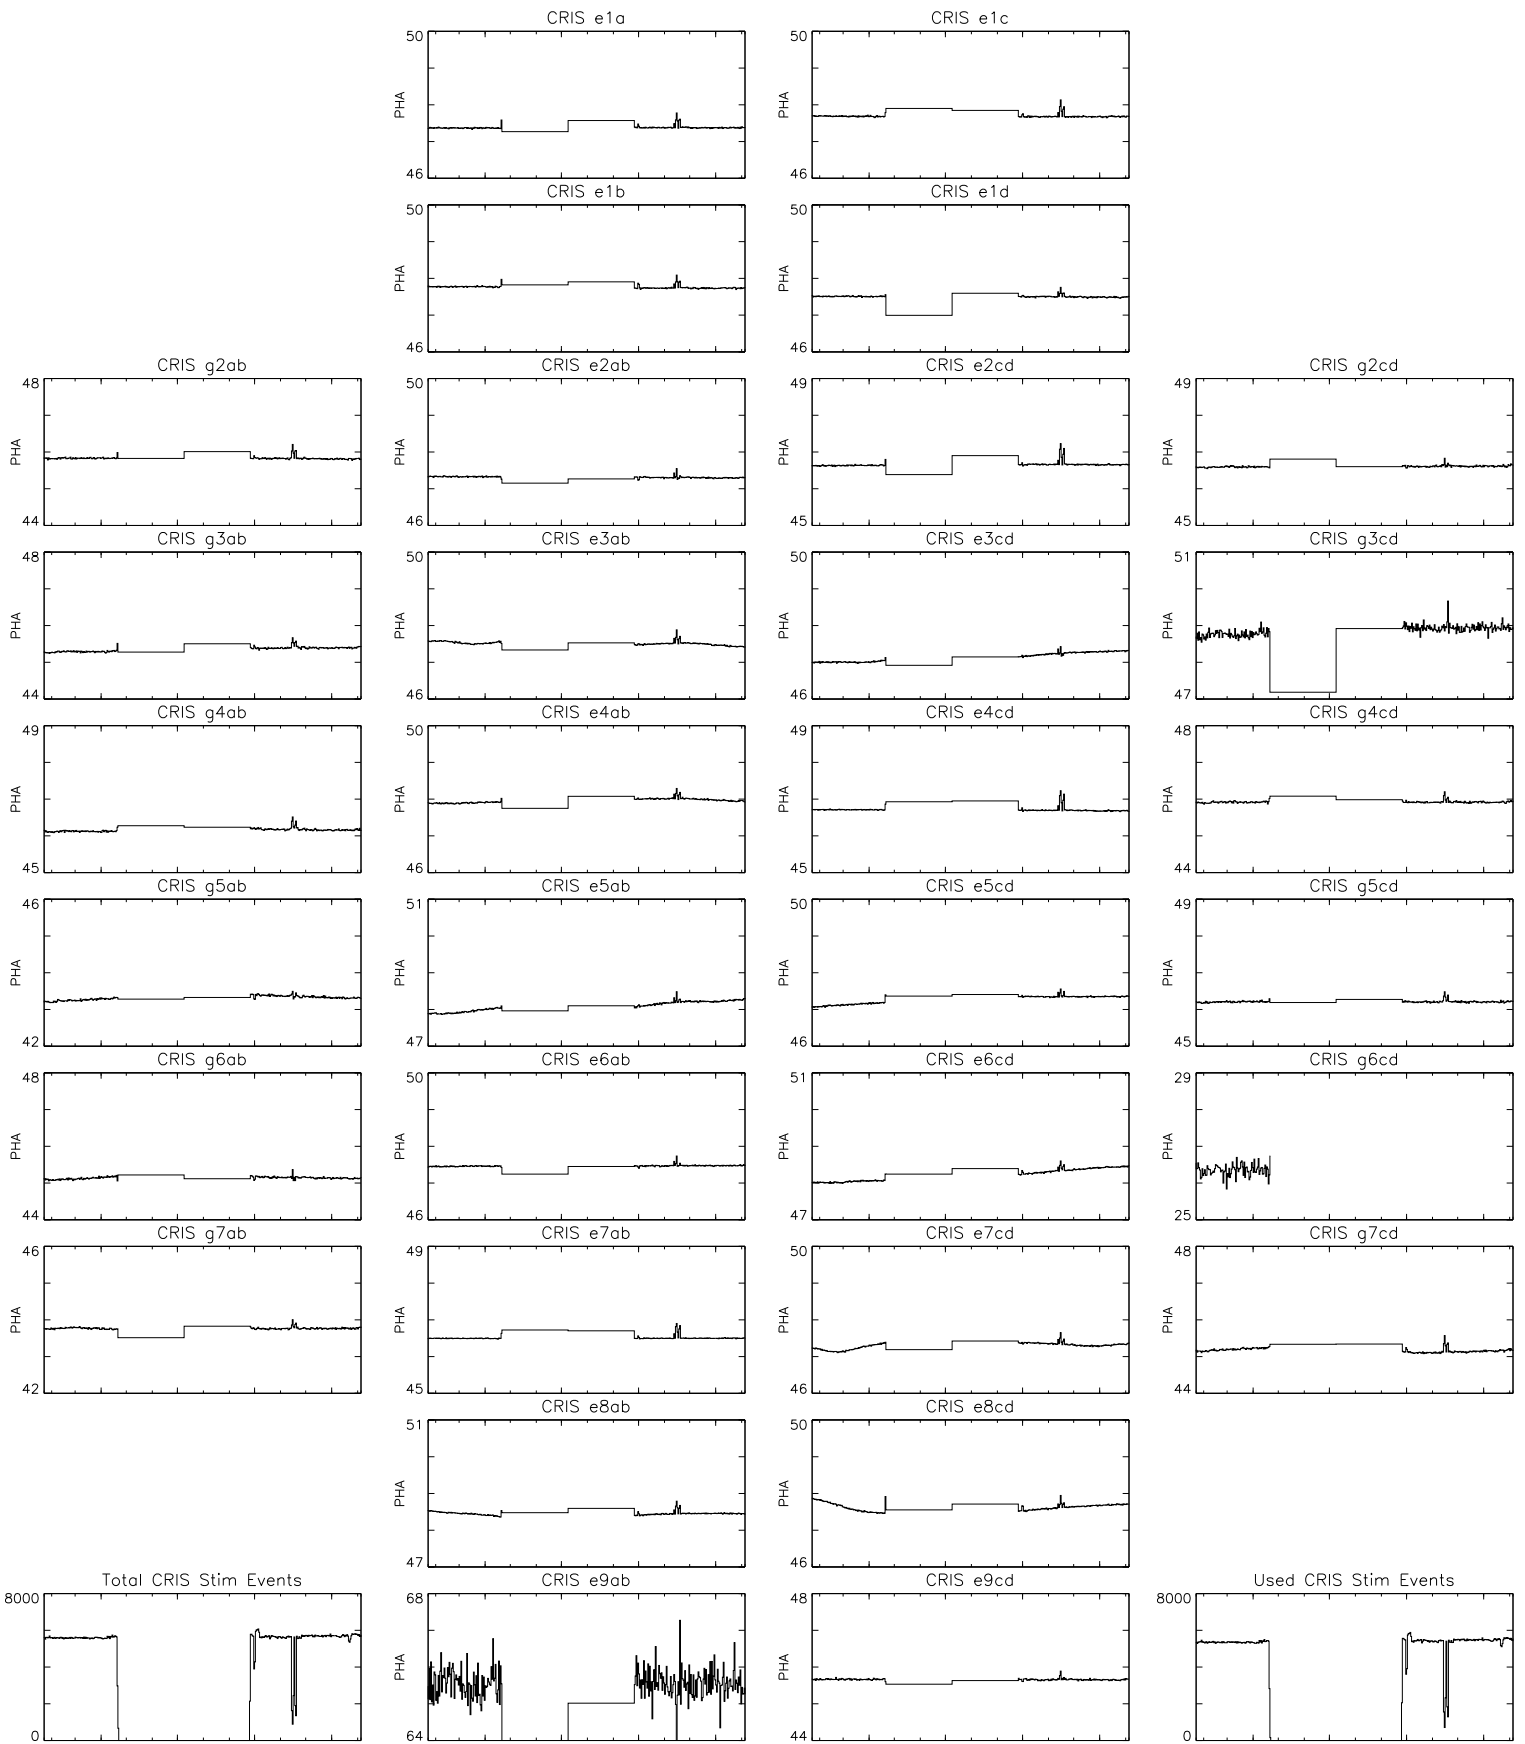 CRIS e1a
CRIS e1c
50
PHA
46
50
PHA
46
CRIS e1b
CRIS e1d
50
PHA
46
50
PHA
46
CRIS g2ab
CRIS e2ab
CRIS e2cd
CRIS g2cd
48
PHA
44
50
PHA
46
49
PHA
45
49
PHA
45
CRIS g3ab
CRIS e3ab
CRIS e3cd
CRIS g3cd
48
PHA
44
50
PHA
46
50
PHA
46
51
PHA
47
CRIS g4ab
CRIS e4ab
CRIS e4cd
CRIS g4cd
49
PHA
45
50
PHA
46
49
PHA
45
48
PHA
44
CRIS g5ab
CRIS e5ab
CRIS e5cd
CRIS g5cd
46
PHA
42
51
PHA
47
50
PHA
46
49
PHA
45
CRIS g6ab
CRIS e6ab
CRIS e6cd
CRIS g6cd
48
PHA
44
50
PHA
46
51
PHA
47
29
PHA
25
CRIS g7ab
CRIS e7ab
CRIS e7cd
CRIS g7cd
46
PHA
42
49
PHA
45
50
PHA
46
48
PHA
44
CRIS e8ab
CRIS e8cd
51
PHA
47
50
PHA
46
Total CRIS Stim Events
CRIS e9ab
CRIS e9cd
Used CRIS Stim Events
8000
0
68
PHA
64
48
PHA
44
8000
0